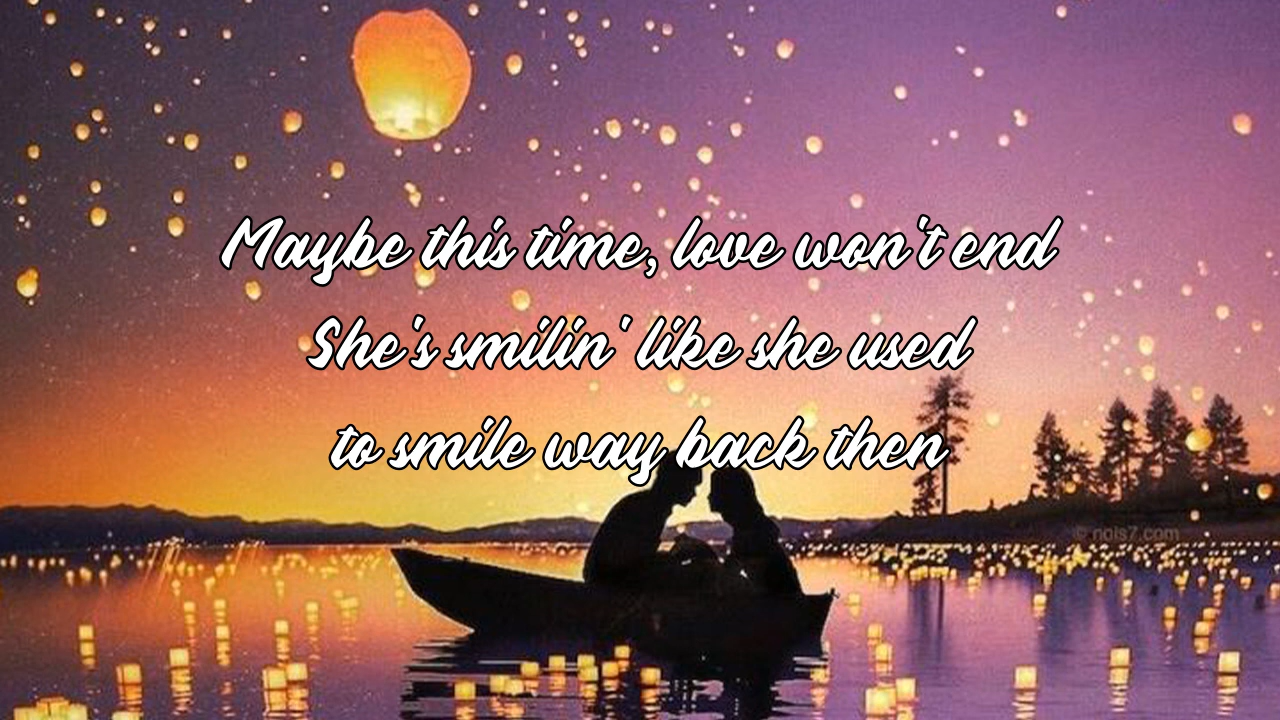 Maybe this time, love won't end
She's smilin' like she used
to smile way back then
© nois7.com